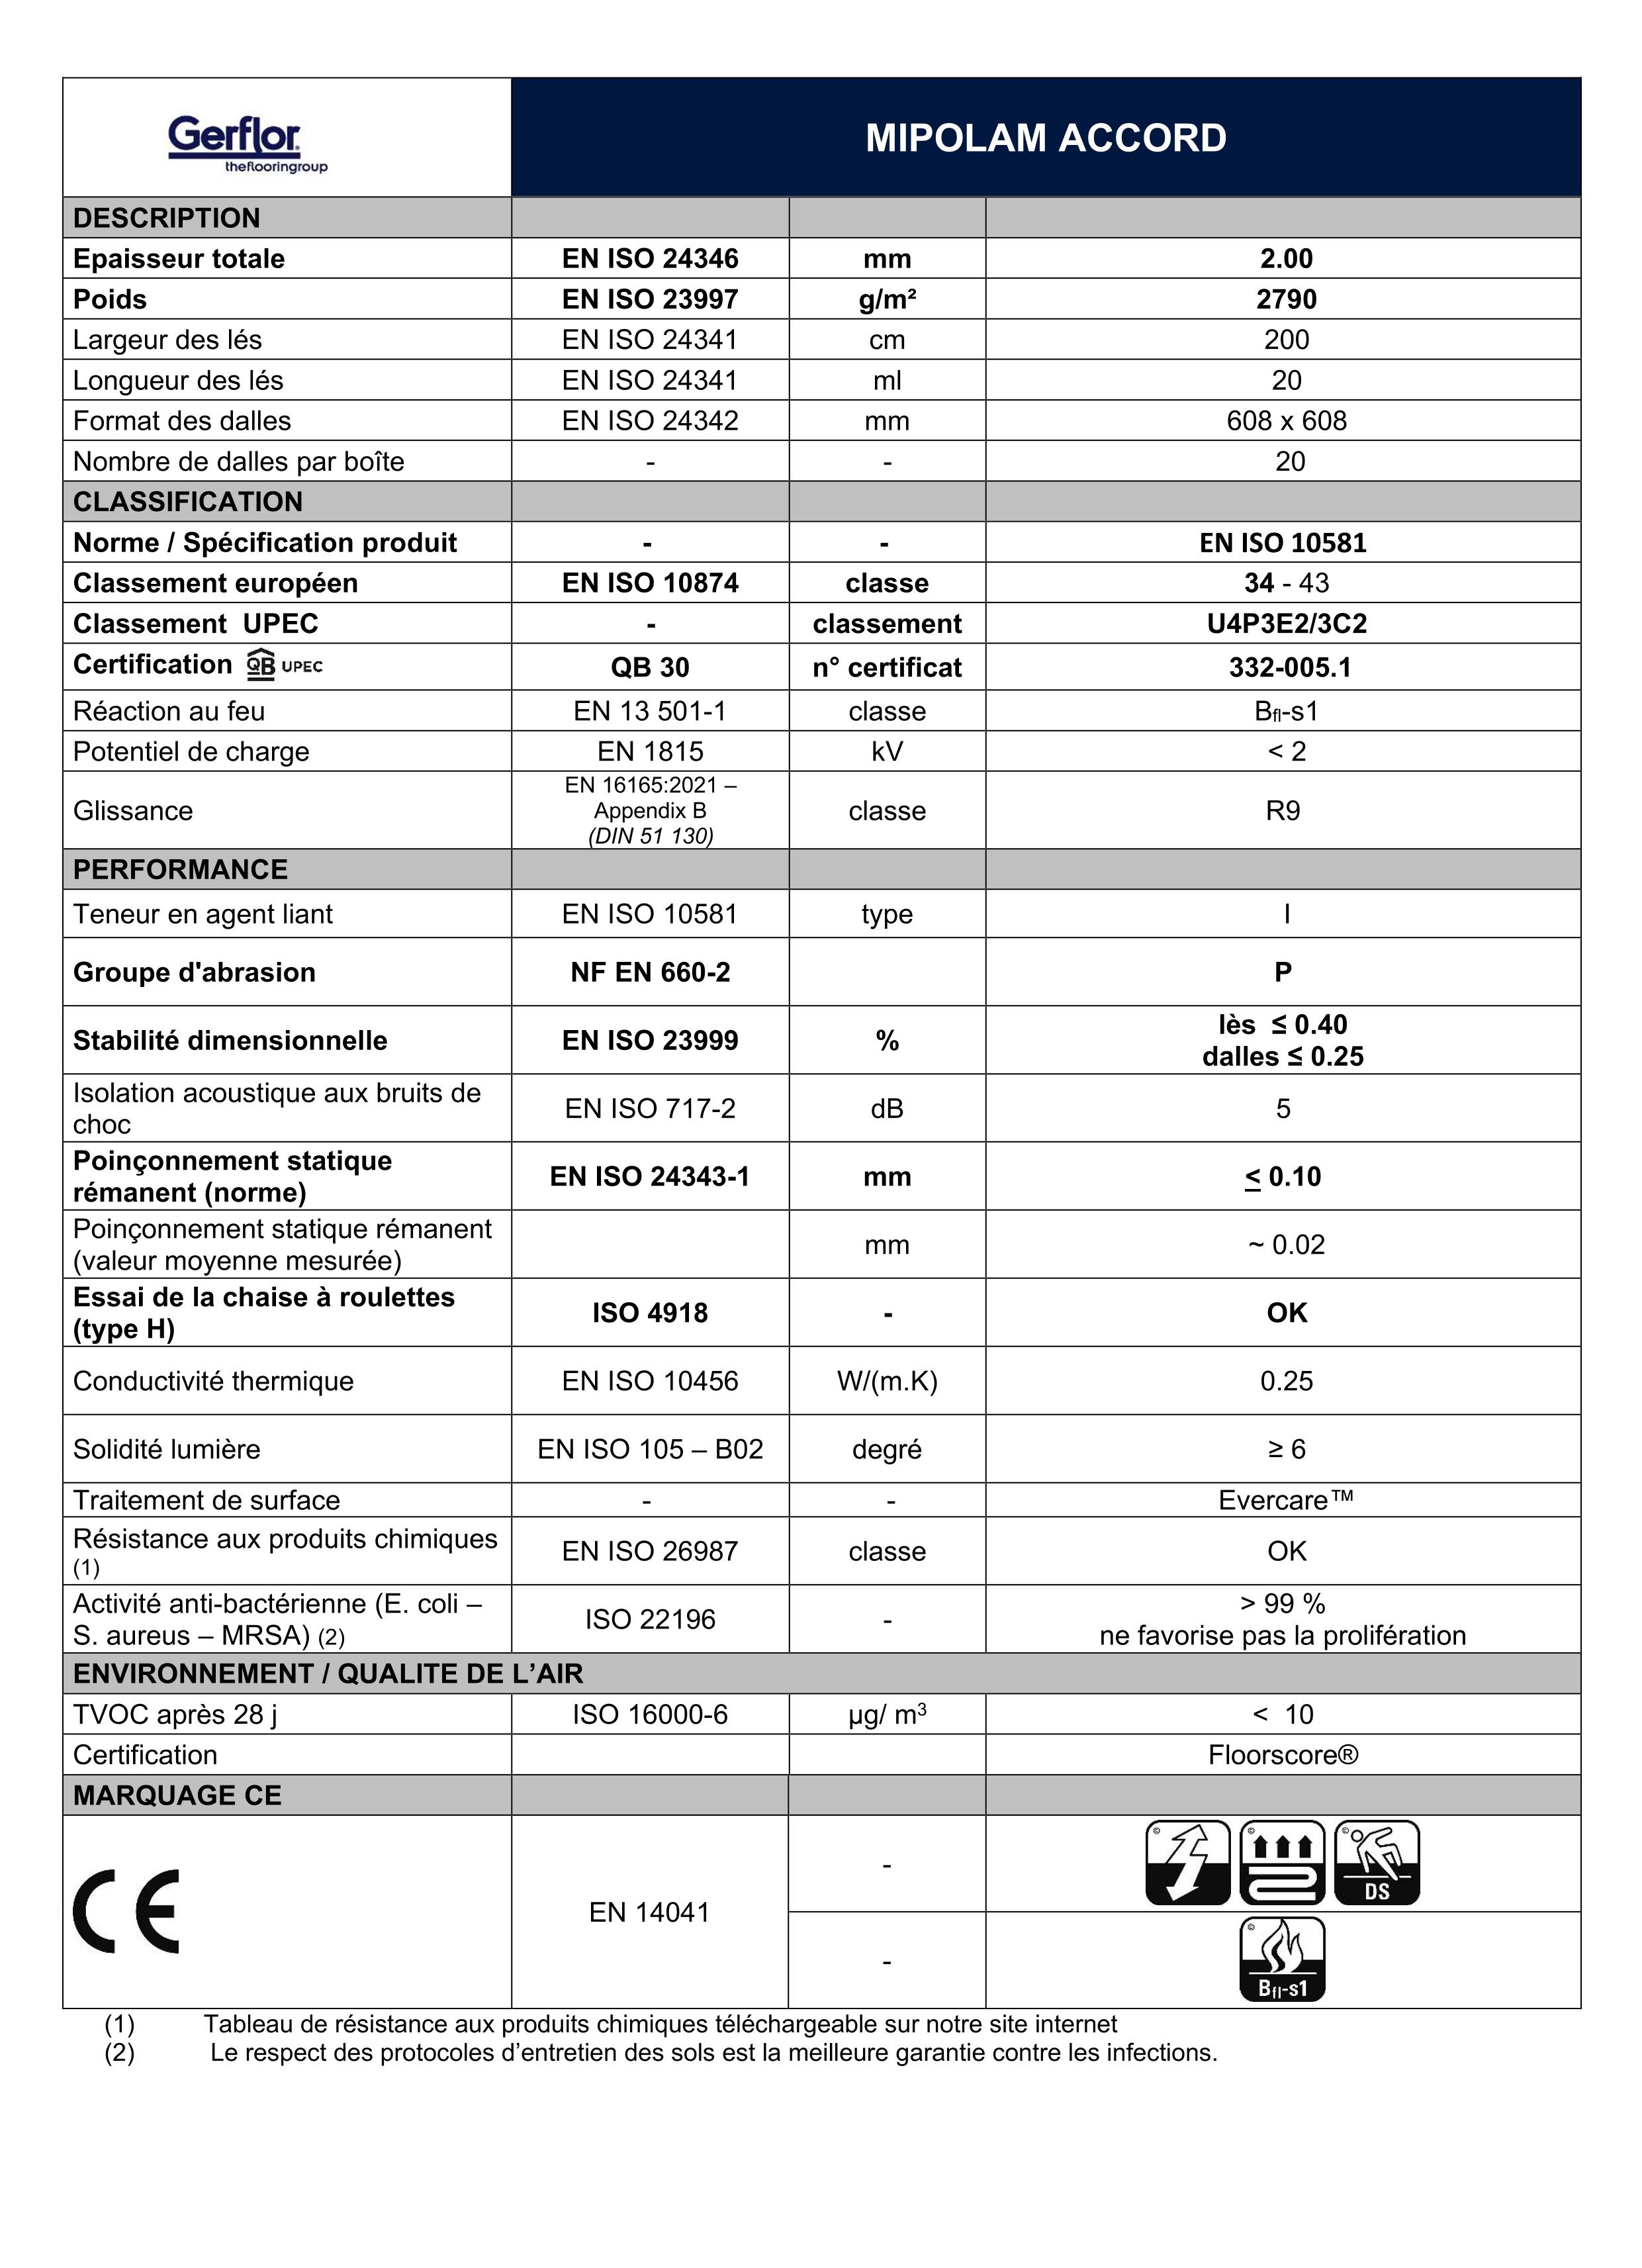 Gerflor
theflooringroup
MIPOLAM ACCORD
DESCRIPTION
Epaisseur totale EN ISO 24346 mm 2.00
Poids EN ISO 23997 g/m² 2790
Largeur des lés EN ISO 24341 cm 200
Longueur des lés EN ISO 24341 ml 20
Format des dalles EN ISO 24342 mm 608 x 608
Nombre de dalles par boîte - - 20
CLASSIFICATION
Norme / Spécification produit - - EN ISO 10581
Classement européen EN ISO 10874 classe 34 - 43
Classement UPEC - classement U4P3E2/3C2
Certification QB UPEC QB 30 n° certificat 332-005.1
Réaction au feu EN 13 501-1 classe Bfl-s1
Potentiel de charge EN 1815 kV < 2
Glissance EN 16165:2021 –
Appendix B
(DIN 51 130) classe R9
PERFORMANCE
Teneur en agent liant EN ISO 10581 type I
Groupe d'abrasion NF EN 660-2 P
Stabilité dimensionnelle EN ISO 23999 % lès ≤ 0.40
dalles ≤ 0.25
Isolation acoustique aux bruits de
choc EN ISO 717-2 dB 5
Poinçonnement statique
rémanent (norme) EN ISO 24343-1 mm ≤ 0.10
Poinçonnement statique rémanent
(valeur moyenne mesurée) mm ~ 0.02
Essai de la chaise à roulettes
(type H) ISO 4918 - OK
Conductivité thermique EN ISO 10456 W/(m.K) 0.25
Solidité lumière EN ISO 105 – B02 degré ≥ 6
Traitement de surface - - Evercare™
Résistance aux produits chimiques
(1) EN ISO 26987 classe OK
Activité anti-bactérienne (E. coli –
S. aureus – MRSA) (2) ISO 22196 - > 99 %
ne favorise pas la prolifération
ENVIRONNEMENT / QUALITE DE L’AIR
TVOC après 28 j ISO 16000-6 µg/ m³ < 10
Certification Floorscore®
MARQUAGE CE
CE EN 14041 - © © © DS
- © Bfl-s1
(1) Tableau de résistance aux produits chimiques téléchargeable sur notre site internet
(2) Le respect des protocoles d’entretien des sols est la meilleure garantie contre les infections.